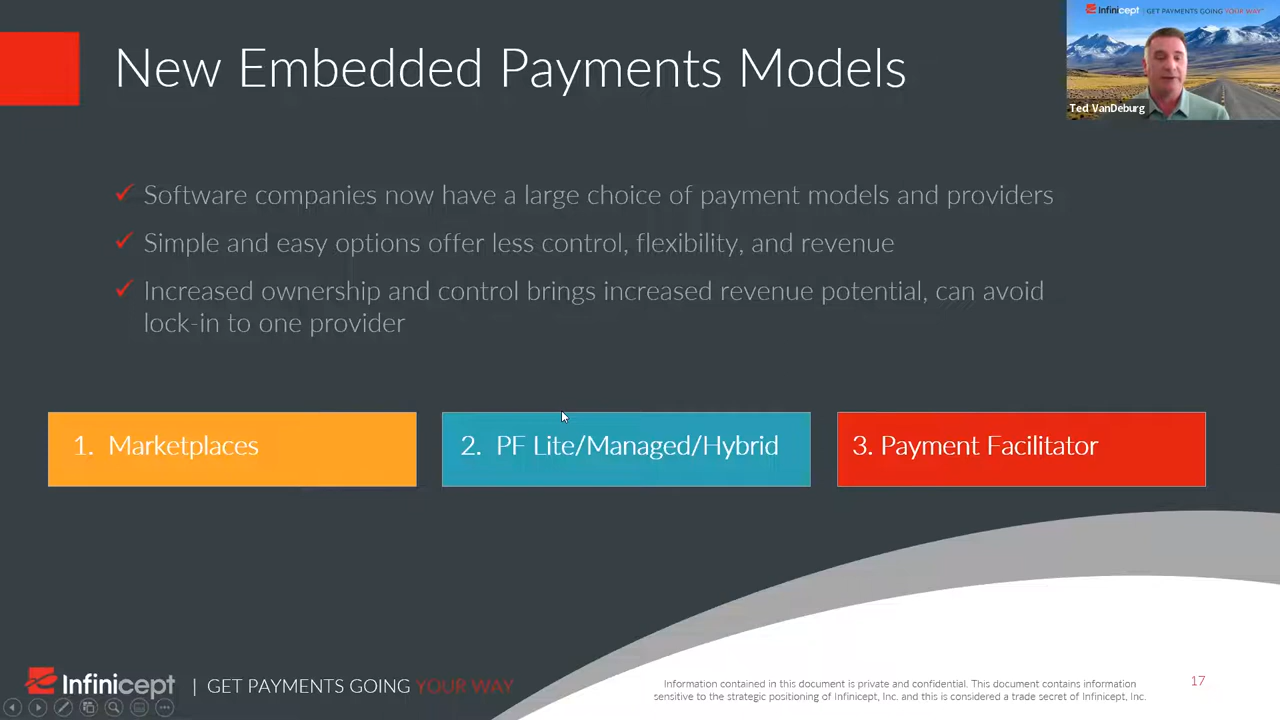 New Embedded Payments Models
Infinicept | GET PAYMENTS GOING YOUR WAY
Ted VanDeburg
✓ Software companies now have a large choice of payment models and providers
✓ Simple and easy options offer less control, flexibility, and revenue
✓ Increased ownership and control brings increased revenue potential, can avoid
lock-in to one provider
1. Marketplaces
2. PF Lite/Managed/Hybrid
3. Payment Facilitator
Infinicept | GET PAYMENTS GOING YOUR WAY
Information contained in this document is private and confidential. This document contains information
sensitive to the strategic positioning of Infinicept, Inc. and this is considered a trade secret of Infinicept, Inc.
17